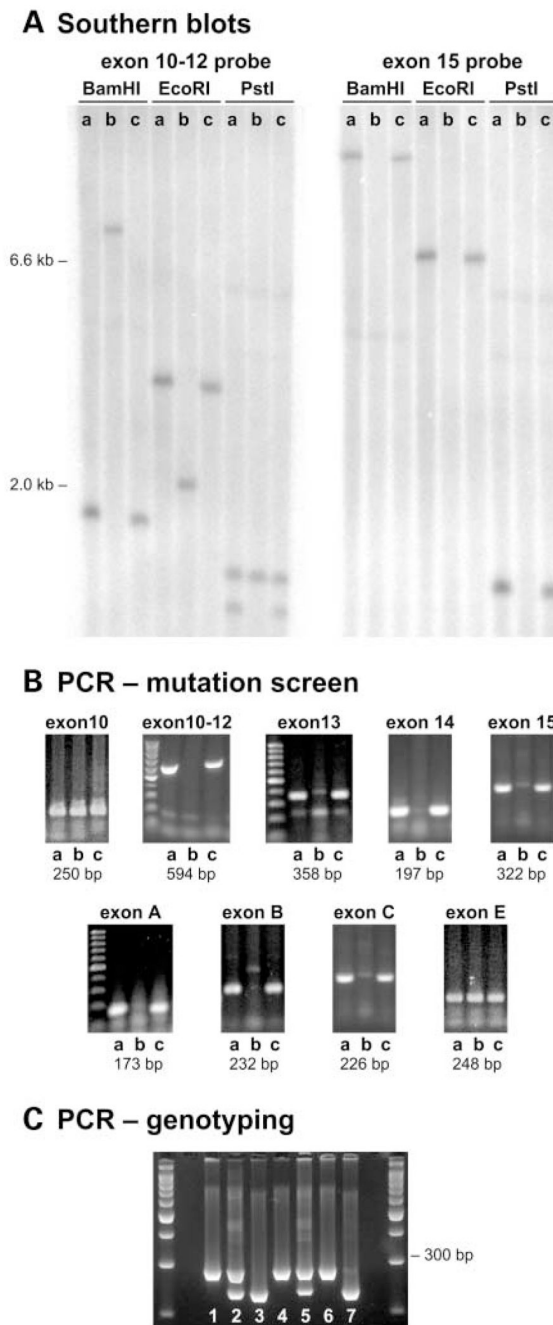 A Southern blots
exon 10-12 probe
exon 15 probe
BamHI EcoRI PstI
BamHI EcoRI PstI
a b c a b c a b c
a b c a b c a b c
6.6 kb –
2.0 kb –
B PCR – mutation screen
exon10 exon10-12 exon13 exon 14 exon 15
a b c a b c a b c a b c a b c
250 bp 594 bp 358 bp 197 bp 322 bp
exon A exon B exon C exon E
a b c a b c a b c a b c
173 bp 232 bp 226 bp 248 bp
C PCR – genotyping
– 300 bp
1 2 3 4 5 6 7